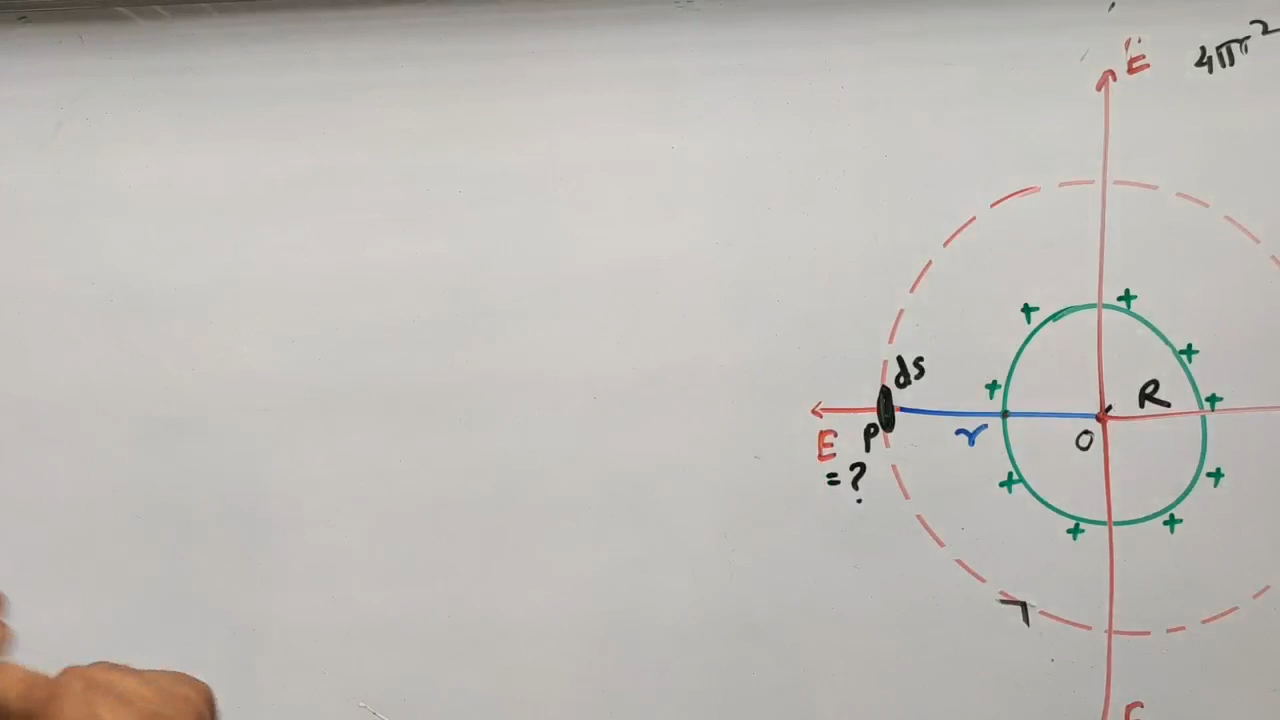 E
4πr²
ds
R
r
P
O
E
= ?